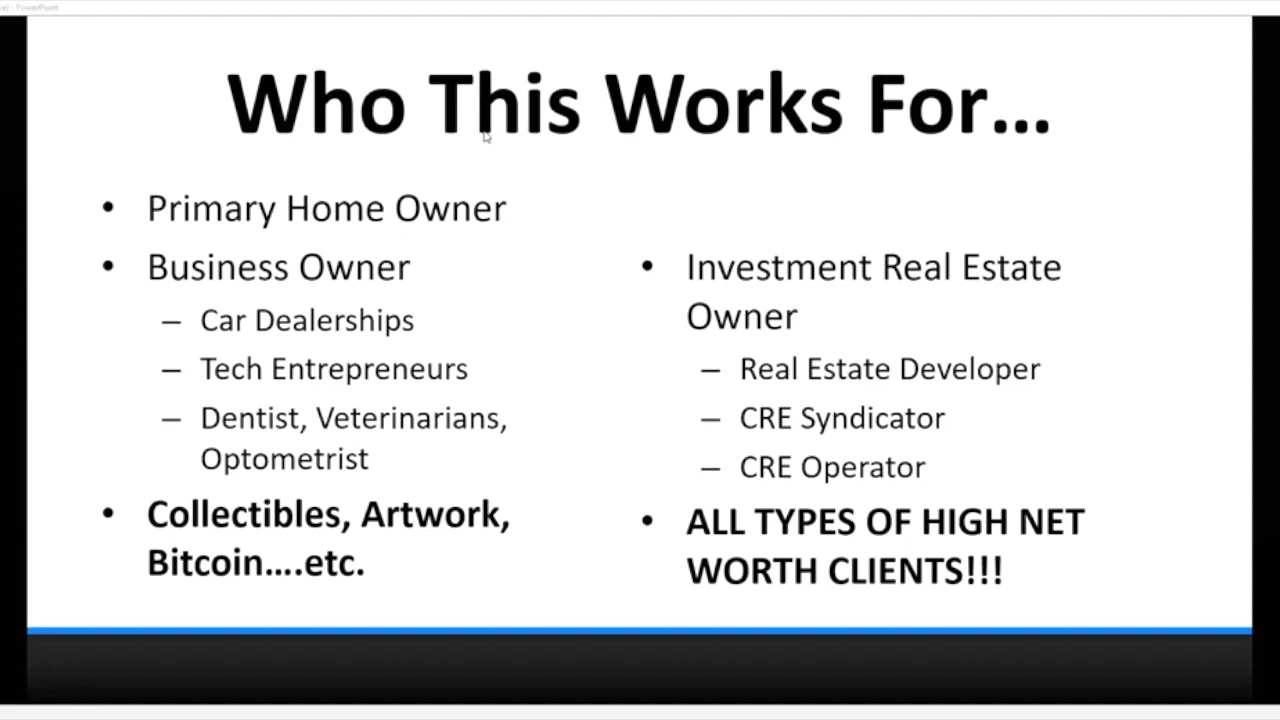 - PowerPoint
Who This Works For...
• Primary Home Owner
• Business Owner
– Car Dealerships
– Tech Entrepreneurs
– Dentist, Veterinarians,
Optometrist
• Collectibles, Artwork,
Bitcoin....etc.
• Investment Real Estate
Owner
– Real Estate Developer
– CRE Syndicator
– CRE Operator
• ALL TYPES OF HIGH NET
WORTH CLIENTS!!!